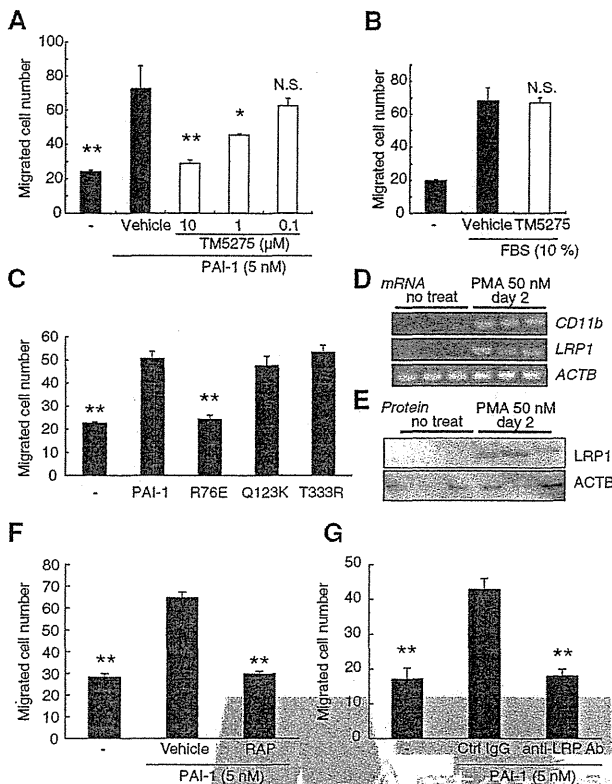 A
Migrated cell number
100
80
60
40
20
0
**
**
*
N.S.
- Vehicle 10 1 0.1
TM5275 (μM)
PAI-1 (5 nM)
B
Migrated cell number
80
60
40
20
0
N.S.
- Vehicle TM5275
FBS (10 %)
C
Migrated cell number
60
50
40
30
20
10
0
**
**
- PAI-1 R76E Q123K T333R
D
mRNA PMA 50 nM
no treat day 2
CD11b
LRP1
ACTB
E
Protein PMA 50 nM
no treat day 2
LRP1
ACTB
F
Migrated cell number
80
70
60
50
40
30
20
10
0
**
**
- Vehicle RAP
PAI-1 (5 nM)
G
Migrated cell number
50
40
30
20
10
0
**
**
- Ctrl IgG anti-LRP Ab
PAI-1 (5 nM)